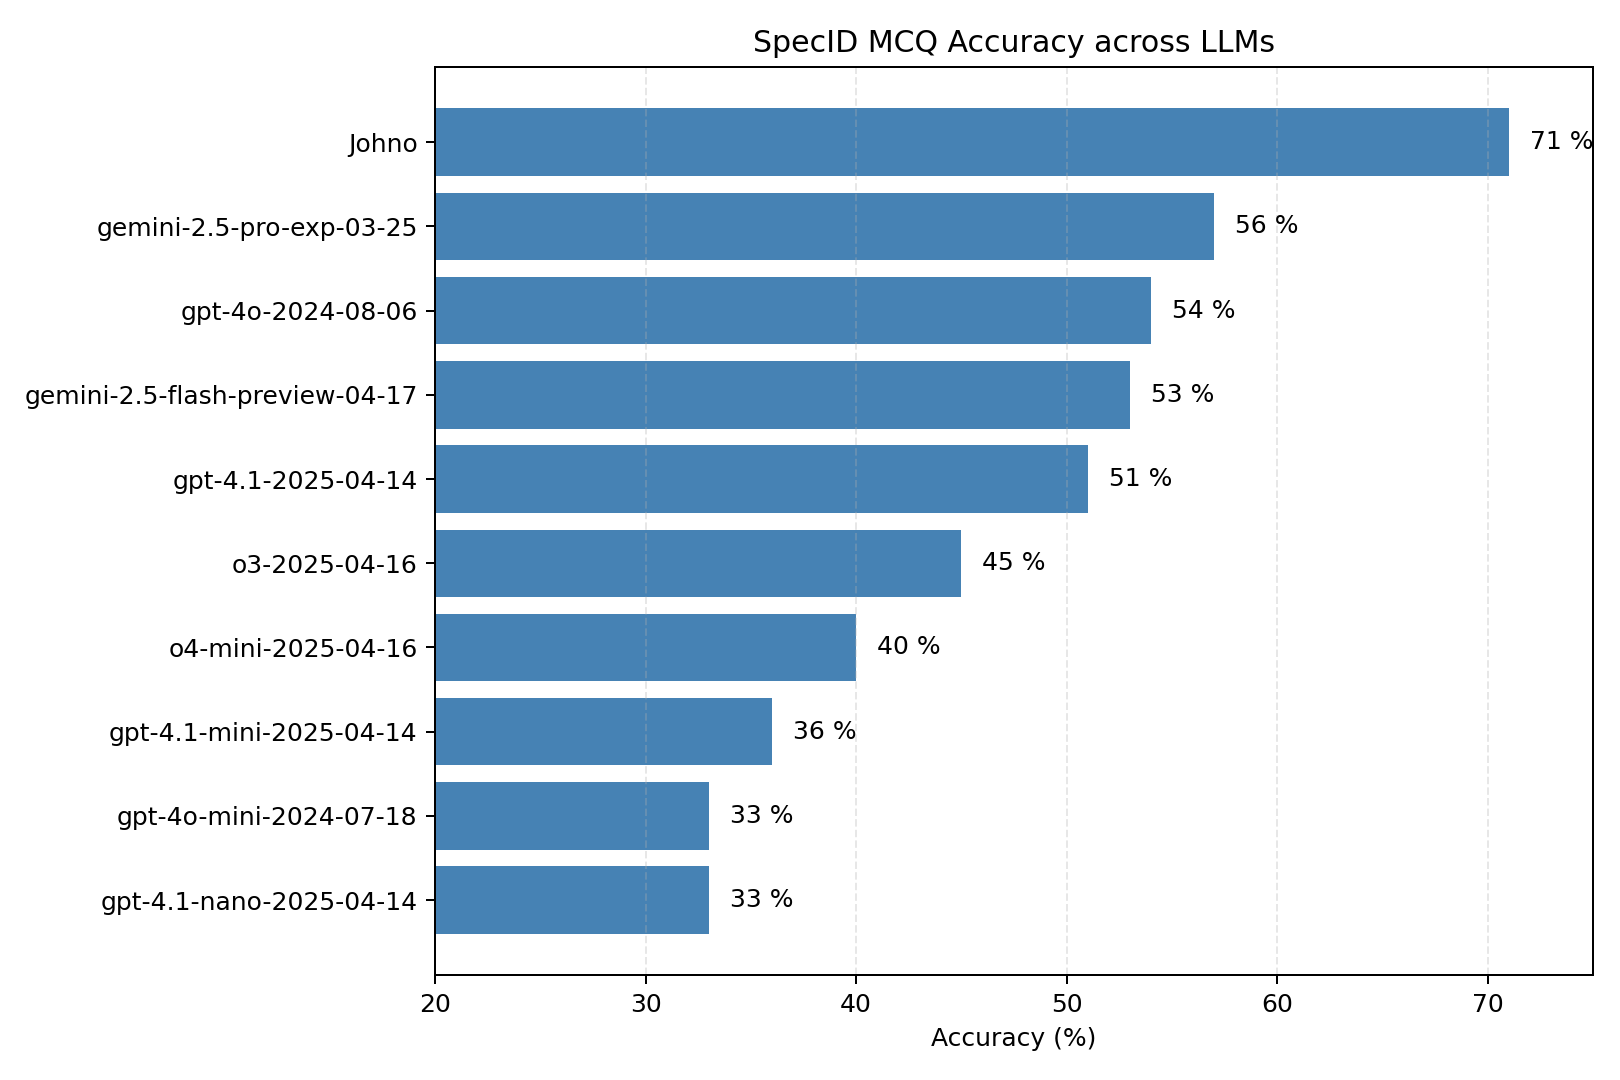 SpecID MCQ Accuracy across LLMs
Johno
71 %
gemini-2.5-pro-exp-03-25
56 %
gpt-4o-2024-08-06
54 %
gemini-2.5-flash-preview-04-17
53 %
gpt-4.1-2025-04-14
51 %
o3-2025-04-16
45 %
o4-mini-2025-04-16
40 %
gpt-4.1-mini-2025-04-14
36 %
gpt-4o-mini-2024-07-18
33 %
gpt-4.1-nano-2025-04-14
33 %
20 30 40 50 60 70
Accuracy (%)